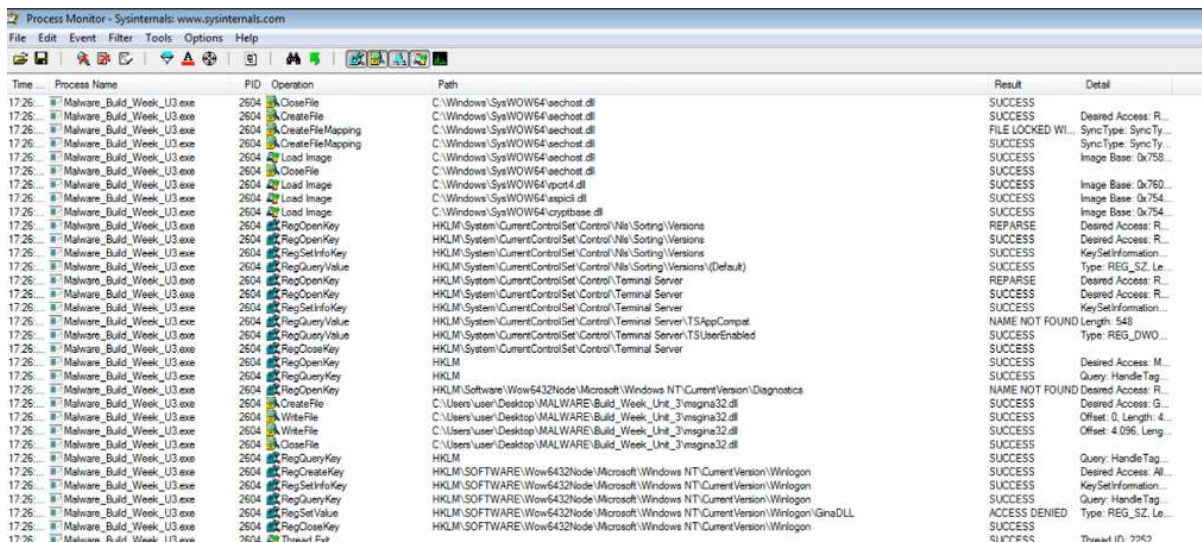 Process Monitor - Sysinternals: www.sysinternals.com
File Edit Event Filter Tools Options Help
Time ... Process Name PID Operation Path Result Detail
17:26:... Malware_Build_Week_U3.exe 2604 CloseFile C:\Windows\SysWOW64\sechost.dll SUCCESS
17:26:... Malware_Build_Week_U3.exe 2604 CreateFile C:\Windows\SysWOW64\sechost.dll SUCCESS Desired Access: R...
17:26:... Malware_Build_Week_U3.exe 2604 CreateFileMapping C:\Windows\SysWOW64\sechost.dll FILE LOCKED WI... SyncType: SyncTy...
17:26:... Malware_Build_Week_U3.exe 2604 CreateFileMapping C:\Windows\SysWOW64\sechost.dll SUCCESS SyncType: SyncTy...
17:26:... Malware_Build_Week_U3.exe 2604 Load Image C:\Windows\SysWOW64\sechost.dll SUCCESS Image Base: 0x758...
17:26:... Malware_Build_Week_U3.exe 2604 CloseFile C:\Windows\SysWOW64\sechost.dll SUCCESS
17:26:... Malware_Build_Week_U3.exe 2604 Load Image C:\Windows\SysWOW64\rpcrt4.dll SUCCESS Image Base: 0x760...
17:26:... Malware_Build_Week_U3.exe 2604 Load Image C:\Windows\SysWOW64\sspicli.dll SUCCESS Image Base: 0x754...
17:26:... Malware_Build_Week_U3.exe 2604 Load Image C:\Windows\SysWOW64\cryptbase.dll SUCCESS Image Base: 0x754...
17:26:... Malware_Build_Week_U3.exe 2604 RegOpenKey HKLM\System\CurrentControlSet\Control\Nls\Sorting\Versions REPARSE Desired Access: R...
17:26:... Malware_Build_Week_U3.exe 2604 RegOpenKey HKLM\System\CurrentControlSet\Control\Nls\Sorting\Versions SUCCESS Desired Access: R...
17:26:... Malware_Build_Week_U3.exe 2604 RegSetInfoKey HKLM\System\CurrentControlSet\Control\Nls\Sorting\Versions SUCCESS KeySetInformation...
17:26:... Malware_Build_Week_U3.exe 2604 RegQueryValue HKLM\System\CurrentControlSet\Control\Nls\Sorting\Versions\(Default) SUCCESS Type: REG_SZ, Le...
17:26:... Malware_Build_Week_U3.exe 2604 RegOpenKey HKLM\System\CurrentControlSet\Control\Terminal Server REPARSE Desired Access: R...
17:26:... Malware_Build_Week_U3.exe 2604 RegOpenKey HKLM\System\CurrentControlSet\Control\Terminal Server SUCCESS Desired Access: R...
17:26:... Malware_Build_Week_U3.exe 2604 RegSetInfoKey HKLM\System\CurrentControlSet\Control\Terminal Server SUCCESS KeySetInformation...
17:26:... Malware_Build_Week_U3.exe 2604 RegQueryValue HKLM\System\CurrentControlSet\Control\Terminal Server\TSAppCompat NAME NOT FOUND Length: 548
17:26:... Malware_Build_Week_U3.exe 2604 RegQueryValue HKLM\System\CurrentControlSet\Control\Terminal Server\TSUserEnabled SUCCESS Type: REG_DWO...
17:26:... Malware_Build_Week_U3.exe 2604 RegCloseKey HKLM\System\CurrentControlSet\Control\Terminal Server SUCCESS
17:26:... Malware_Build_Week_U3.exe 2604 RegOpenKey HKLM SUCCESS Desired Access: M...
17:26:... Malware_Build_Week_U3.exe 2604 RegQueryKey HKLM SUCCESS Query: HandleTag...
17:26:... Malware_Build_Week_U3.exe 2604 RegOpenKey HKLM\Software\Wow6432Node\Microsoft\Windows NT\CurrentVersion\Diagnostics NAME NOT FOUND Desired Access: R...
17:26:... Malware_Build_Week_U3.exe 2604 CreateFile C:\Users\user\Desktop\MALWARE\Build_Week_Unit_3\msgina32.dll SUCCESS Desired Access: G...
17:26:... Malware_Build_Week_U3.exe 2604 WriteFile C:\Users\user\Desktop\MALWARE\Build_Week_Unit_3\msgina32.dll SUCCESS Offset: 0, Length: 4...
17:26:... Malware_Build_Week_U3.exe 2604 WriteFile C:\Users\user\Desktop\MALWARE\Build_Week_Unit_3\msgina32.dll SUCCESS Offset: 4.096, Leng...
17:26:... Malware_Build_Week_U3.exe 2604 CloseFile C:\Users\user\Desktop\MALWARE\Build_Week_Unit_3\msgina32.dll SUCCESS
17:26:... Malware_Build_Week_U3.exe 2604 RegQueryKey HKLM SUCCESS Query: HandleTag...
17:26:... Malware_Build_Week_U3.exe 2604 RegCreateKey HKLM\SOFTWARE\Wow6432Node\Microsoft\Windows NT\CurrentVersion\Winlogon SUCCESS Desired Access: All...
17:26:... Malware_Build_Week_U3.exe 2604 RegSetInfoKey HKLM\SOFTWARE\Wow6432Node\Microsoft\Windows NT\CurrentVersion\Winlogon SUCCESS KeySetInformation...
17:26:... Malware_Build_Week_U3.exe 2604 RegQueryKey HKLM\SOFTWARE\Wow6432Node\Microsoft\Windows NT\CurrentVersion\Winlogon SUCCESS Query: HandleTag...
17:26:... Malware_Build_Week_U3.exe 2604 RegSetValue HKLM\SOFTWARE\Wow6432Node\Microsoft\Windows NT\CurrentVersion\Winlogon\GinaDLL ACCESS DENIED Type: REG_SZ, Le...
17:26:... Malware_Build_Week_U3.exe 2604 RegCloseKey HKLM\SOFTWARE\Wow6432Node\Microsoft\Windows NT\CurrentVersion\Winlogon SUCCESS
17:26:... Malware_Build_Week_U3.exe 2604 Thread Exit SUCCESS Thread ID: 2252